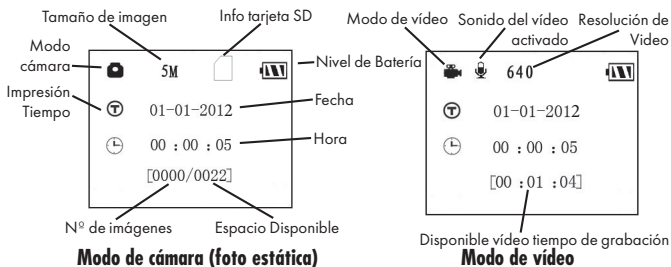 Tamaño de imagen
Info tarjeta SD
Modo cámara
5M
Nivel de Batería
Impresión Tiempo
T
01-01-2012
Fecha
00 : 00 : 05
Hora
[0000/0022]
Nº de imágenes
Espacio Disponible
Modo de cámara (foto estática)
Modo de vídeo
Sonido del vídeo activado
Resolución de Video
640
T
01-01-2012
00 : 00 : 05
[00 :01 :04]
Disponible vídeo tiempo de grabación
Modo de vídeo